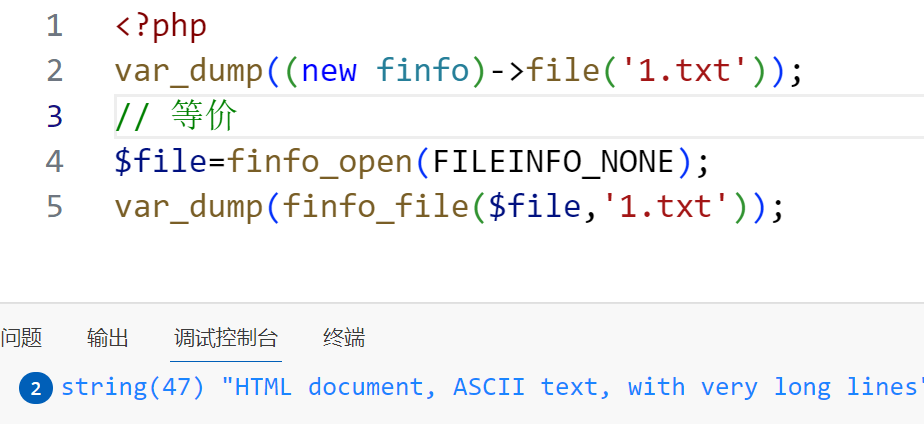 1 <?php
2 var_dump((new finfo)->file('1.txt'));
3 // 等价
4 $file=finfo_open(FILEINFO_NONE);
5 var_dump(finfo_file($file,'1.txt'));
问题 输出 调试控制台 终端
2 string(47) "HTML document, ASCII text, with very long lines"